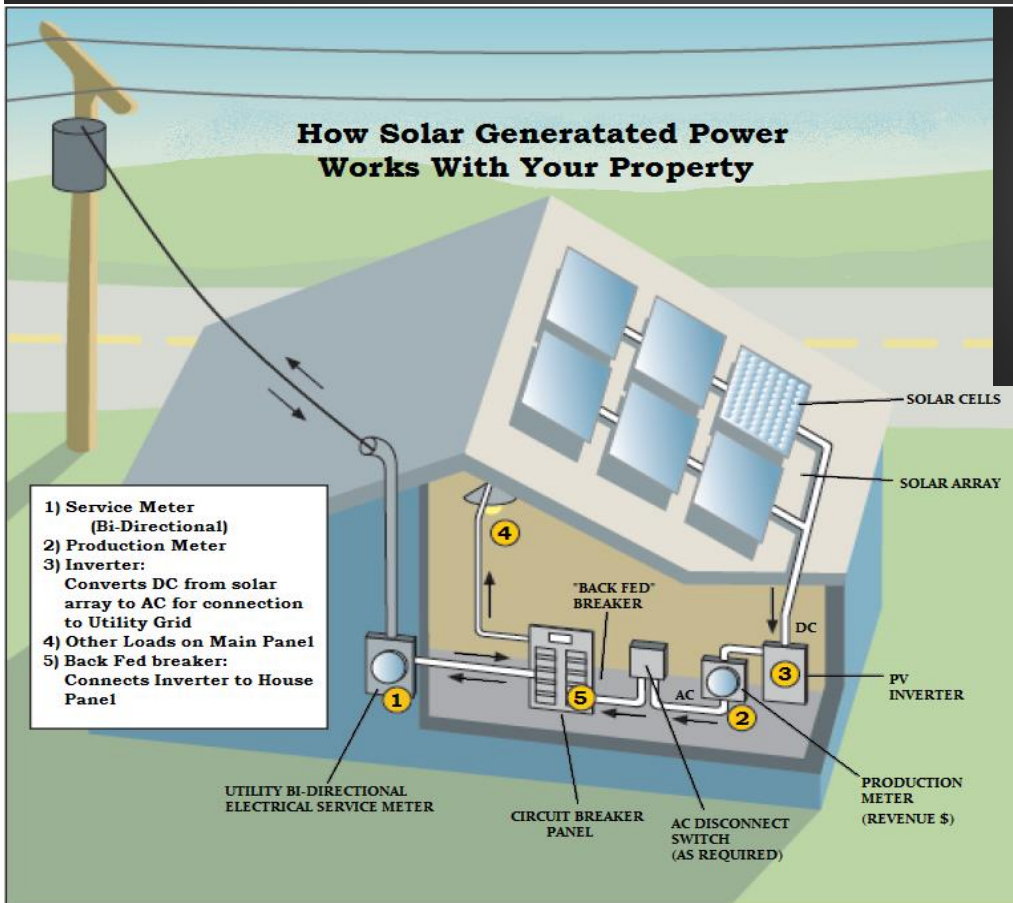 How Solar Generatated Power
Works With Your Property
SOLAR CELLS
SOLAR ARRAY
1) Service Meter
(Bi-Directional)
2) Production Meter
3) Inverter:
Converts DC from solar
array to AC for connection
to Utility Grid
4) Other Loads on Main Panel
5) Back Fed breaker:
Connects Inverter to House
Panel
4
"BACK FED"
BREAKER
DC
3
PV
INVERTER
1
5
AC
2
UTILITY BI-DIRECTIONAL
ELECTRICAL SERVICE METER
CIRCUIT BREAKER
PANEL
AC DISCONNECT
SWITCH
(AS REQUIRED)
PRODUCTION
METER
(REVENUE $)